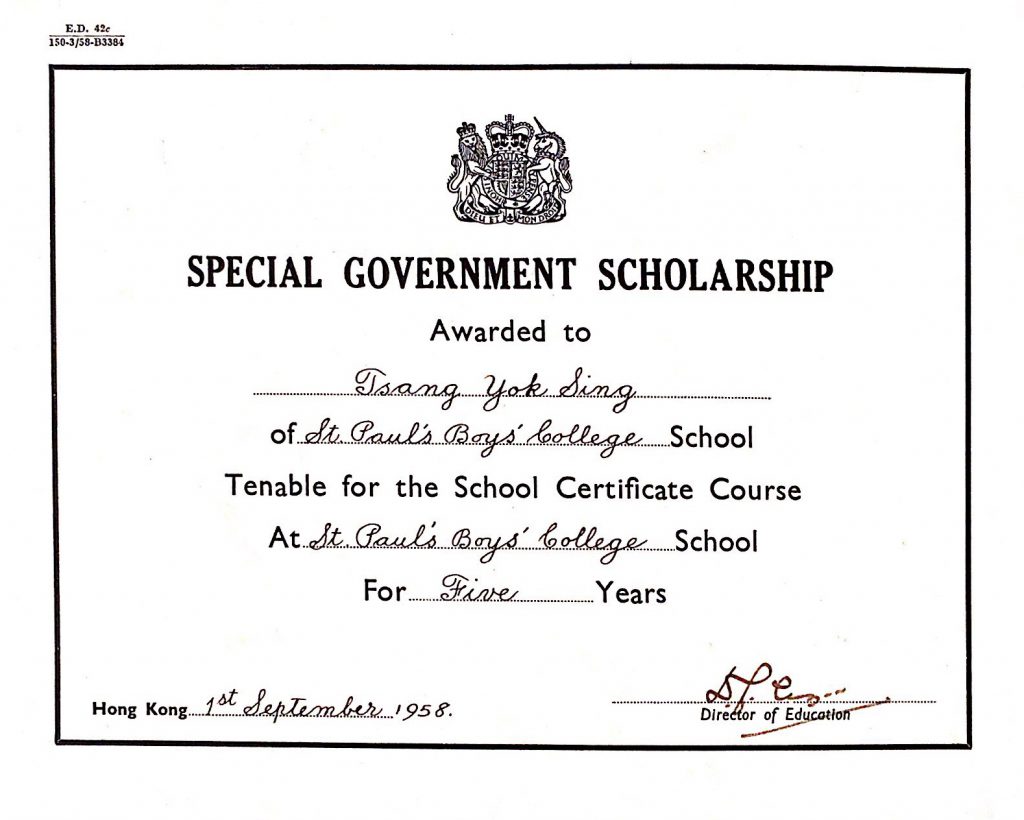 E.D. 42c
150-3/58-B3384
DIEU ET MON DROIT
SPECIAL GOVERNMENT SCHOLARSHIP
Awarded to
Tsang Yok Sing
of St. Paul's Boys' College School
Tenable for the School Certificate Course
At St. Paul's Boys' College School
For Five Years
Hong Kong 1st September 1958.
Director of Education